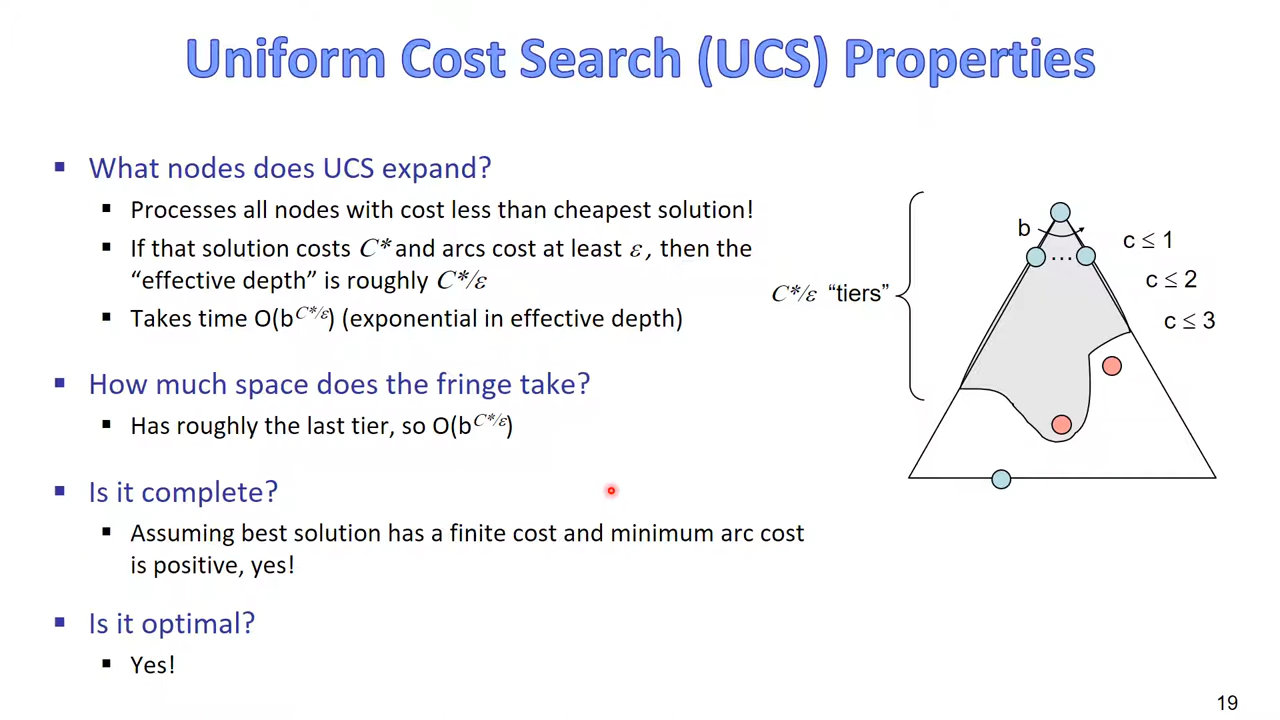 Uniform Cost Search (UCS) Properties
▪ What nodes does UCS expand?
▪ Processes all nodes with cost less than cheapest solution!
▪ If that solution costs C* and arcs cost at least ε, then the
“effective depth” is roughly C*/ε
▪ Takes time O(b^C*/ε) (exponential in effective depth)
▪ How much space does the fringe take?
▪ Has roughly the last tier, so O(b^C*/ε)
▪ Is it complete?
▪ Assuming best solution has a finite cost and minimum arc cost
is positive, yes!
▪ Is it optimal?
▪ Yes!
b
…
c ≤ 1
c ≤ 2
c ≤ 3
C*/ε “tiers”
19